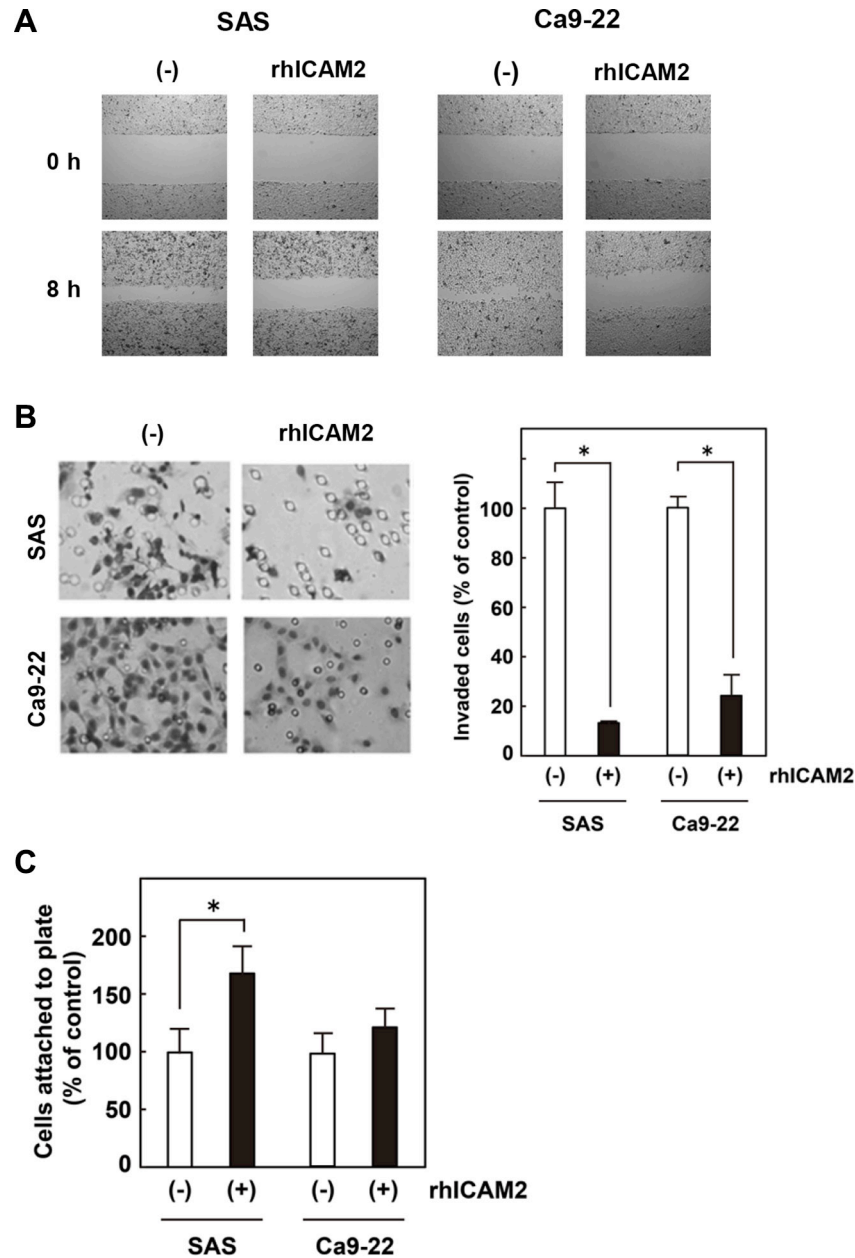 A
SAS
Ca9-22
(-)
rhICAM2
(-)
rhICAM2
0 h
8 h
B
(-)
rhICAM2
SAS
Ca9-22
Invaded cells (% of control)
100
80
60
40
20
0
*
*
(-)
(+)
(-)
(+)
rhICAM2
SAS
Ca9-22
C
Cells attached to plate
(% of control)
200
150
100
50
0
*
(-)
(+)
(-)
(+)
rhICAM2
SAS
Ca9-22